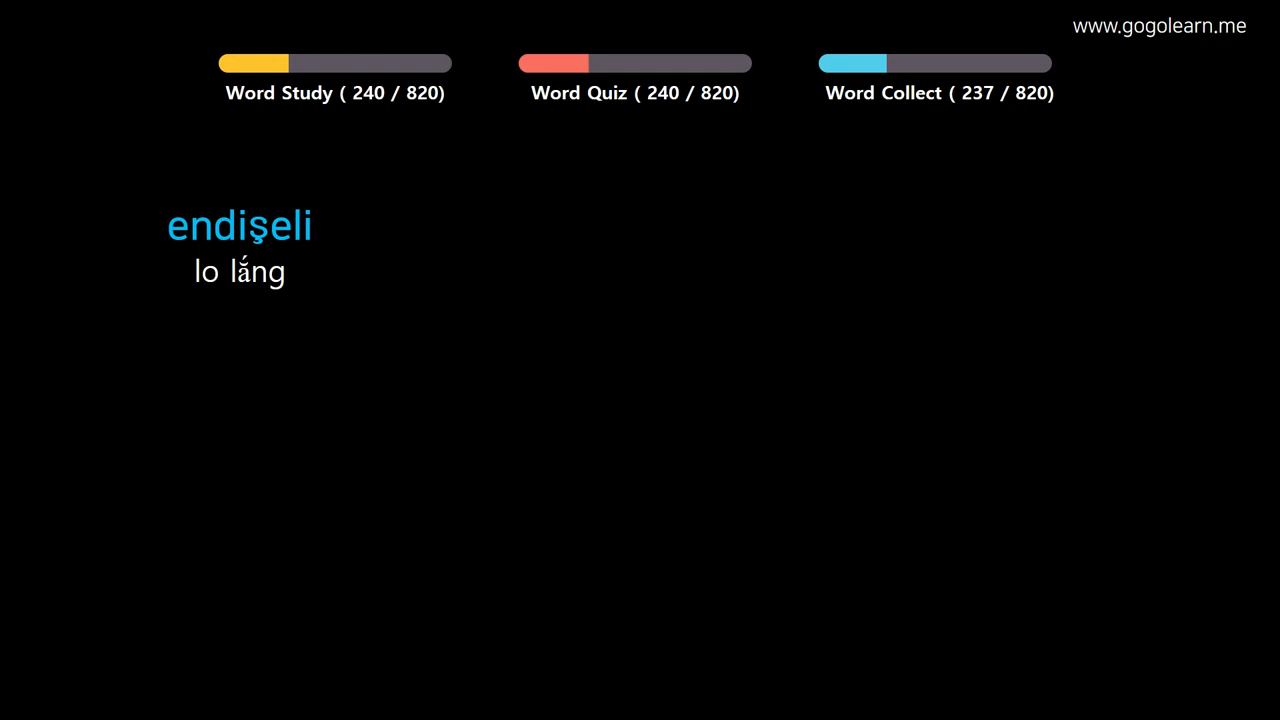 www.gogolearn.me
Word Study ( 240 / 820)
Word Quiz ( 240 / 820)
Word Collect ( 237 / 820)
endişeli
lo lắng